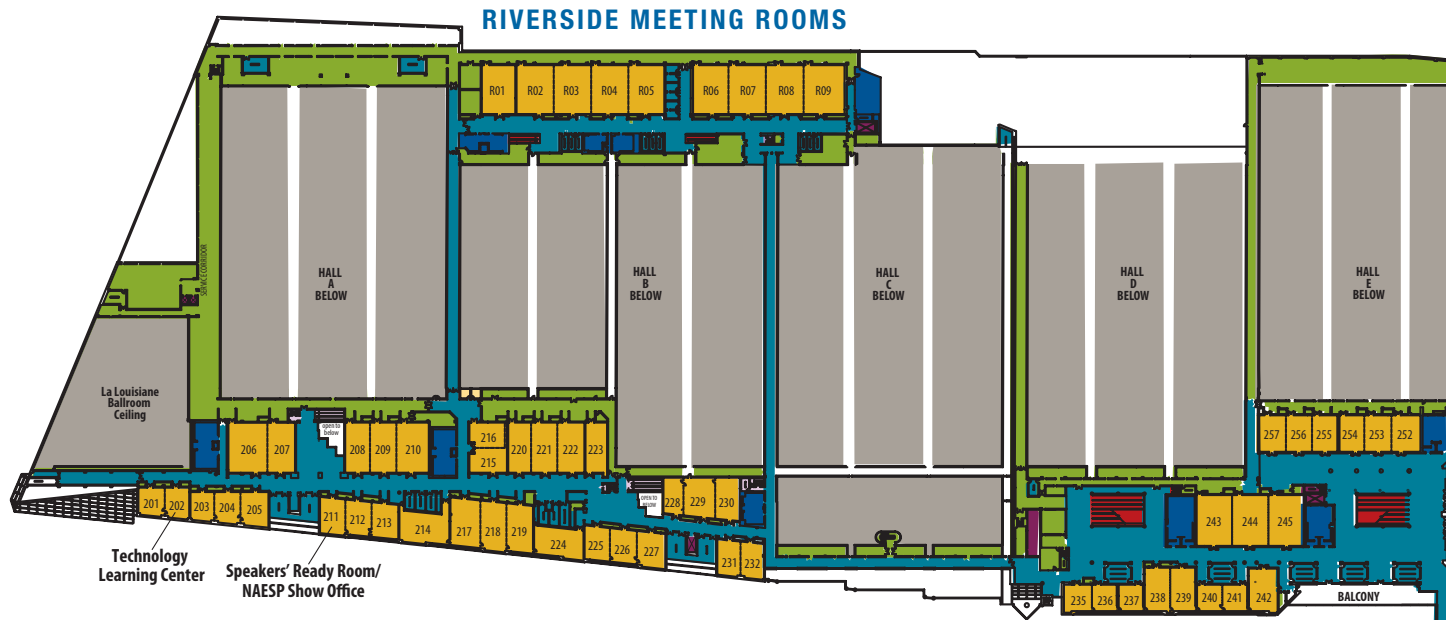 RIVERSIDE MEETING ROOMS
R01 R02 R03 R04 R05 R06 R07 R08 R09
SERVICE CORRIDOR
HALL
A
BELOW
HALL
B
BELOW
HALL
C
BELOW
HALL
D
BELOW
HALL
E
BELOW
La Louisiane
Ballroom
Ceiling
206 207
open to
below
208 209 210
216
215
220 221 222 223
257 256 255 254 253 252
201 202 203 204 205
211 212 213 214 217 218 219 224 225 226 227
OPEN TO
BELOW
228 229 230
231 232
243 244 245
235 236 237 238 239 240 241 242
BALCONY
Technology
Learning Center
Speakers' Ready Room/
NAESP Show Office